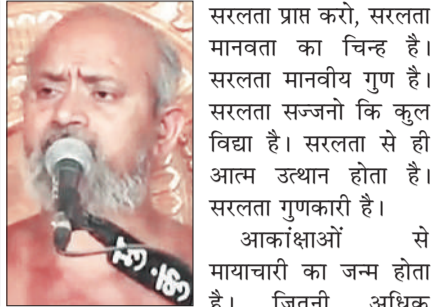 सरलता प्राप्त करो, सरलता
मानवता का चिन्ह है।
सरलता मानवीय गुण है।
सरलता सज्जनो कि कुल
विद्या है। सरलता से ही
आत्म उत्थान होता है।
सरलता गुणकारी है।
आकांक्षाओं से
मायाचारी का जन्म होता
है। जितनी अधिक